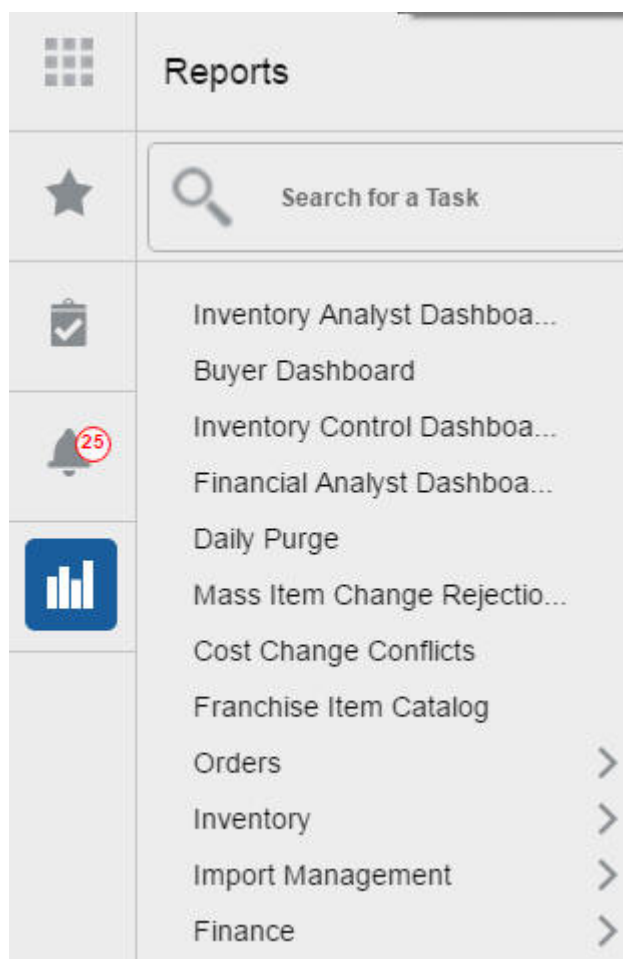 Reports
Search for a Task
Inventory Analyst Dashboa...
Buyer Dashboard
25
Inventory Control Dashboa...
Financial Analyst Dashboa...
Daily Purge
Mass Item Change Rejectio...
Cost Change Conflicts
Franchise Item Catalog
Orders
Inventory
Import Management
Finance